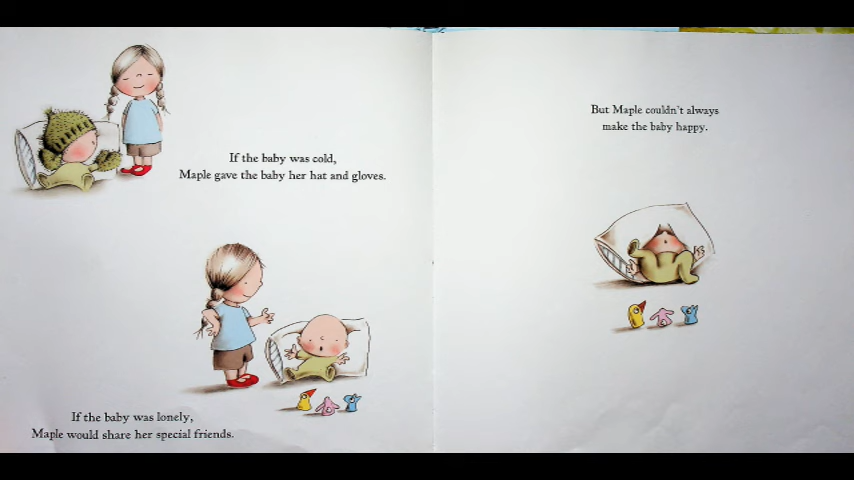 If the baby was cold,
Maple gave the baby her hat and gloves.
If the baby was lonely,
Maple would share her special friends.
But Maple couldn't always
make the baby happy.